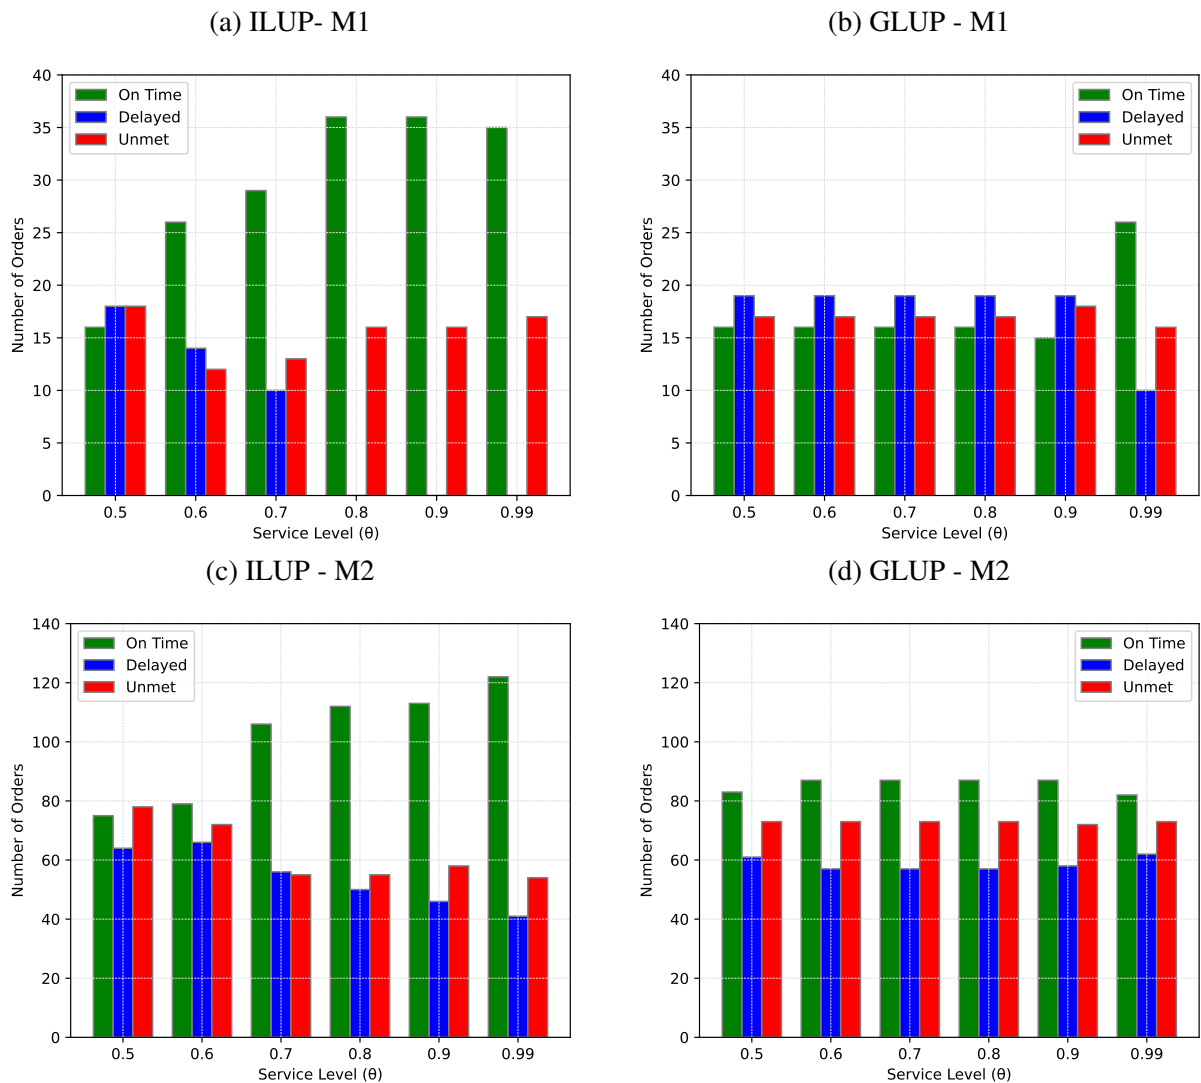 (a) ILUP- M1
40
35
30
25
20
15
10
5
0
Number of Orders
On Time
Delayed
Unmet
0.5 0.6 0.7 0.8 0.9 0.99
Service Level (θ)
(b) GLUP - M1
40
35
30
25
20
15
10
5
0
Number of Orders
On Time
Delayed
Unmet
0.5 0.6 0.7 0.8 0.9 0.99
Service Level (θ)
(c) ILUP - M2
140
120
100
80
60
40
20
0
Number of Orders
On Time
Delayed
Unmet
0.5 0.6 0.7 0.8 0.9 0.99
Service Level (θ)
(d) GLUP - M2
140
120
100
80
60
40
20
0
Number of Orders
On Time
Delayed
Unmet
0.5 0.6 0.7 0.8 0.9 0.99
Service Level (θ)